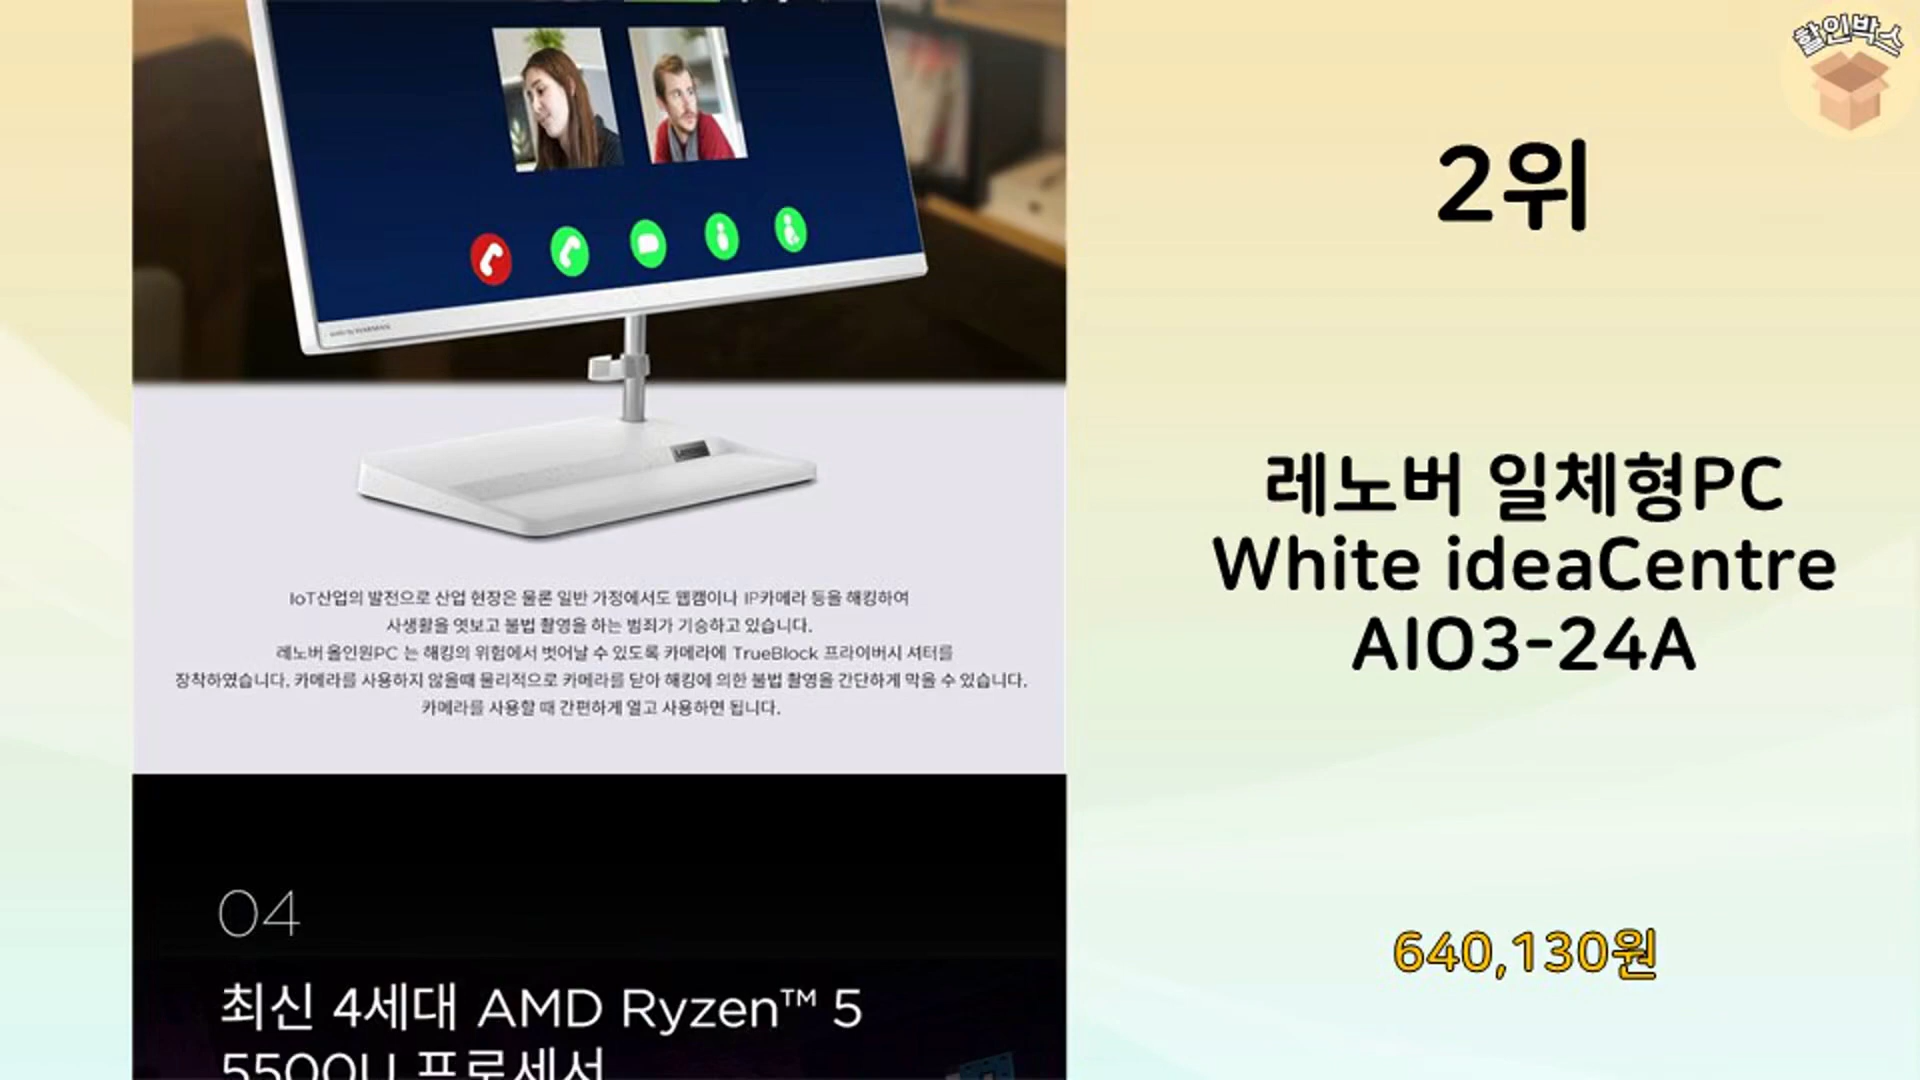 할인박스
2위
레노버 일체형PC
White ideaCentre
AIO3-24A
640,130원
Lenovo
IoT산업의 발전으로 산업 현장은 물론 일반 가정에서도 웹캠이나 IP카메라 등을 해킹하여
사생활을 엿보고 불법 촬영을 하는 범죄가 기승하고 있습니다.
레노버 올인원PC 는 해킹의 위험에서 벗어날 수 있도록 카메라에 TrueBlock 프라이버시 셔터를
장착하였습니다. 카메라를 사용하지 않을때 물리적으로 카메라를 닫아 해킹에 의한 불법 촬영을 간단하게 막을 수 있습니다.
카메라를 사용할 때 간편하게 열고 사용하면 됩니다.
04
최신 4세대 AMD Ryzen™ 5
5500U 프로세서